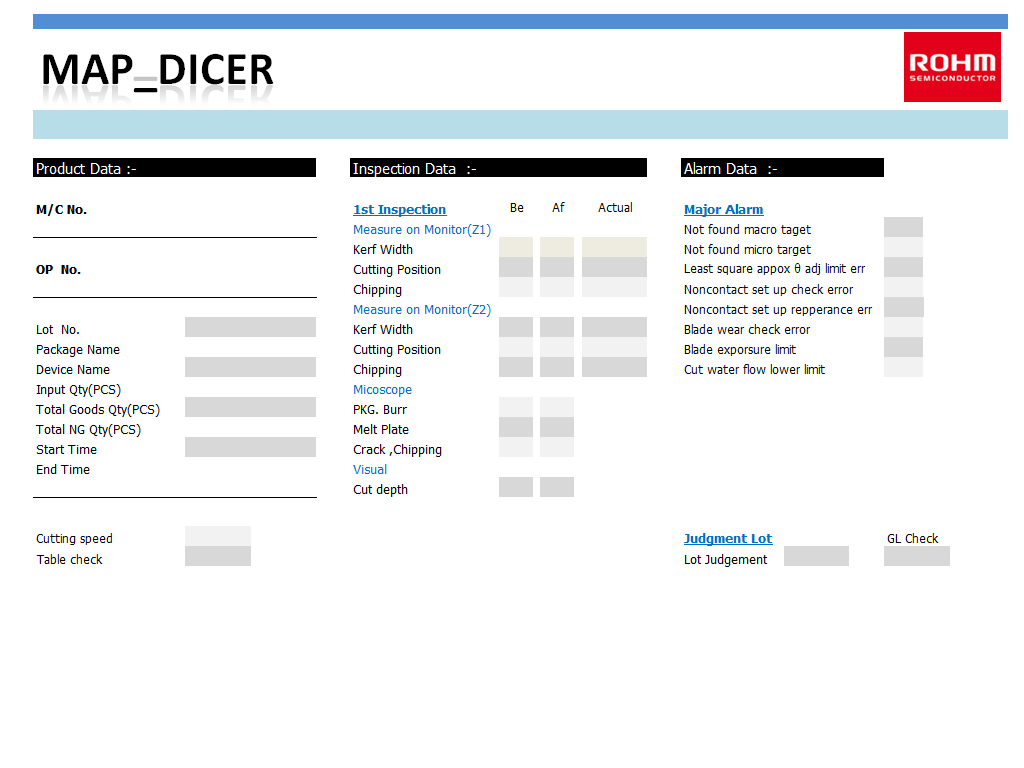 MAP_DICER
ROHM
SEMICONDUCTOR
Product Data :-
M/C No.
OP No.
Lot No.
Package Name
Device Name
Input Qty(PCS)
Total Goods Qty(PCS)
Total NG Qty(PCS)
Start Time
End Time
Cutting speed
Table check
Inspection Data :-
1st Inspection Be Af Actual
Measure on Monitor(Z1)
Kerf Width
Cutting Position
Chipping
Measure on Monitor(Z2)
Kerf Width
Cutting Position
Chipping
Micoscope
PKG. Burr
Melt Plate
Crack ,Chipping
Visual
Cut depth
Alarm Data :-
Major Alarm
Not found macro taget
Not found micro target
Least square appox θ adj limit err
Noncontact set up check error
Noncontact set up repperance err
Blade wear check error
Blade exporsure limit
Cut water flow lower limit
Judgment Lot GL Check
Lot Judgement